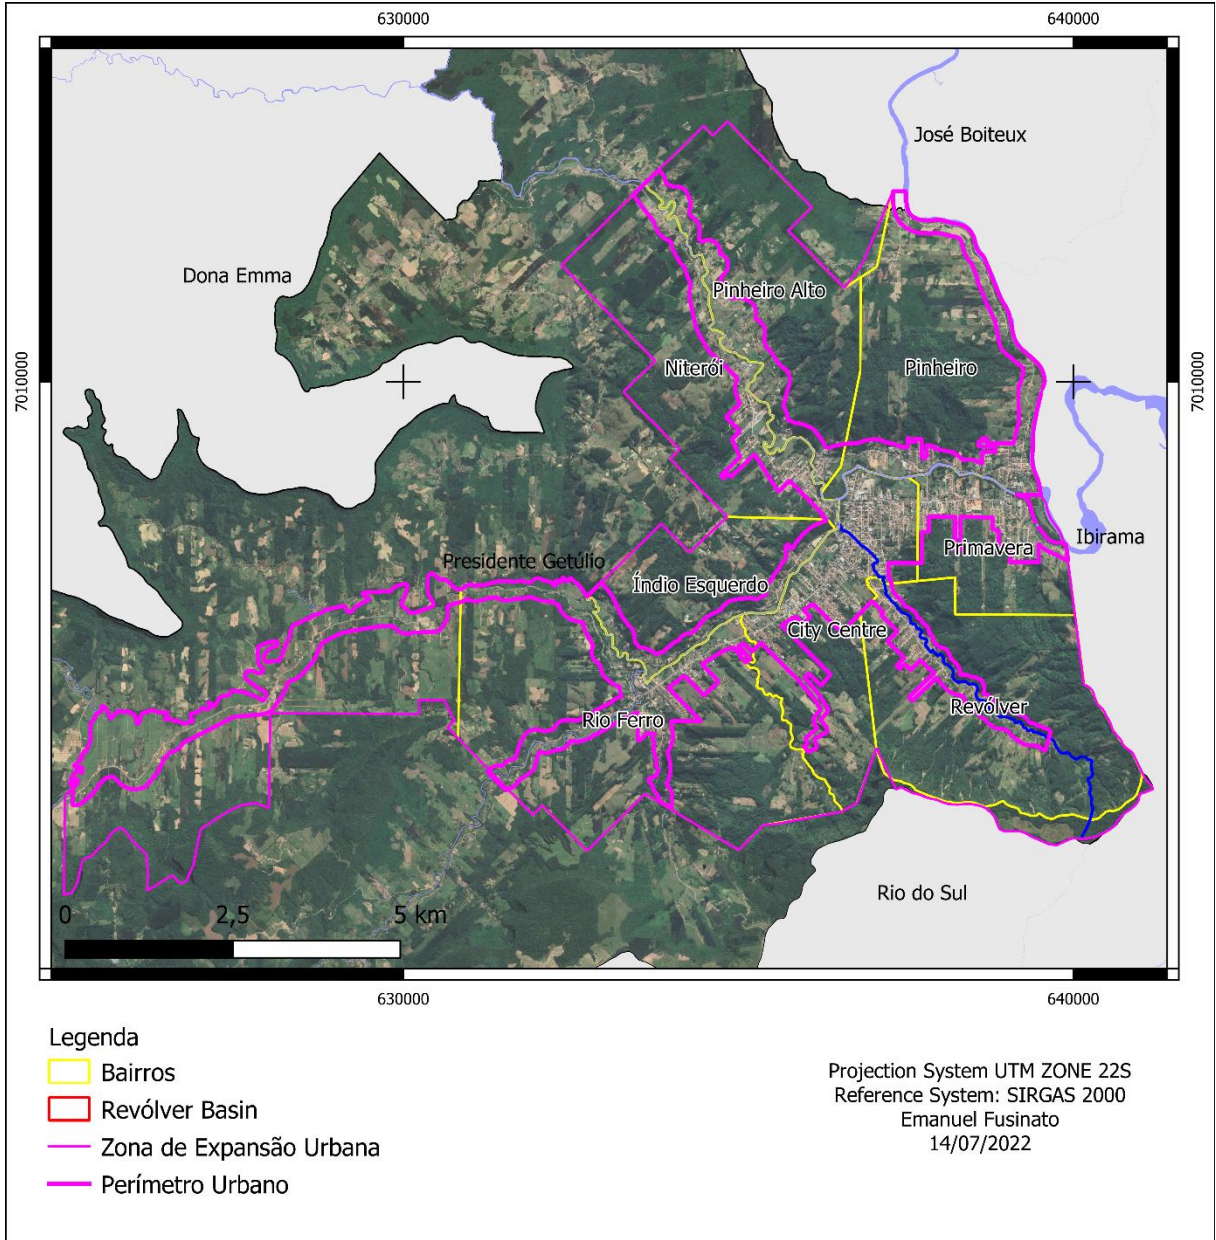 630000
640000
José Boiteux
Dona Emma
Pinheiro Alto
7010000
Niterói
Pinheiro
7010000
Ibirama
Primavera
Presidente Getúlio
Índio Esquerdo
City Centre
Revólver
Rio Ferro
Rio do Sul
0
2,5
5 km
630000
640000
Legenda
Bairros
Revólver Basin
Zona de Expansão Urbana
Perímetro Urbano
Projection System UTM ZONE 22S
Reference System: SIRGAS 2000
Emanuel Fusinato
14/07/2022